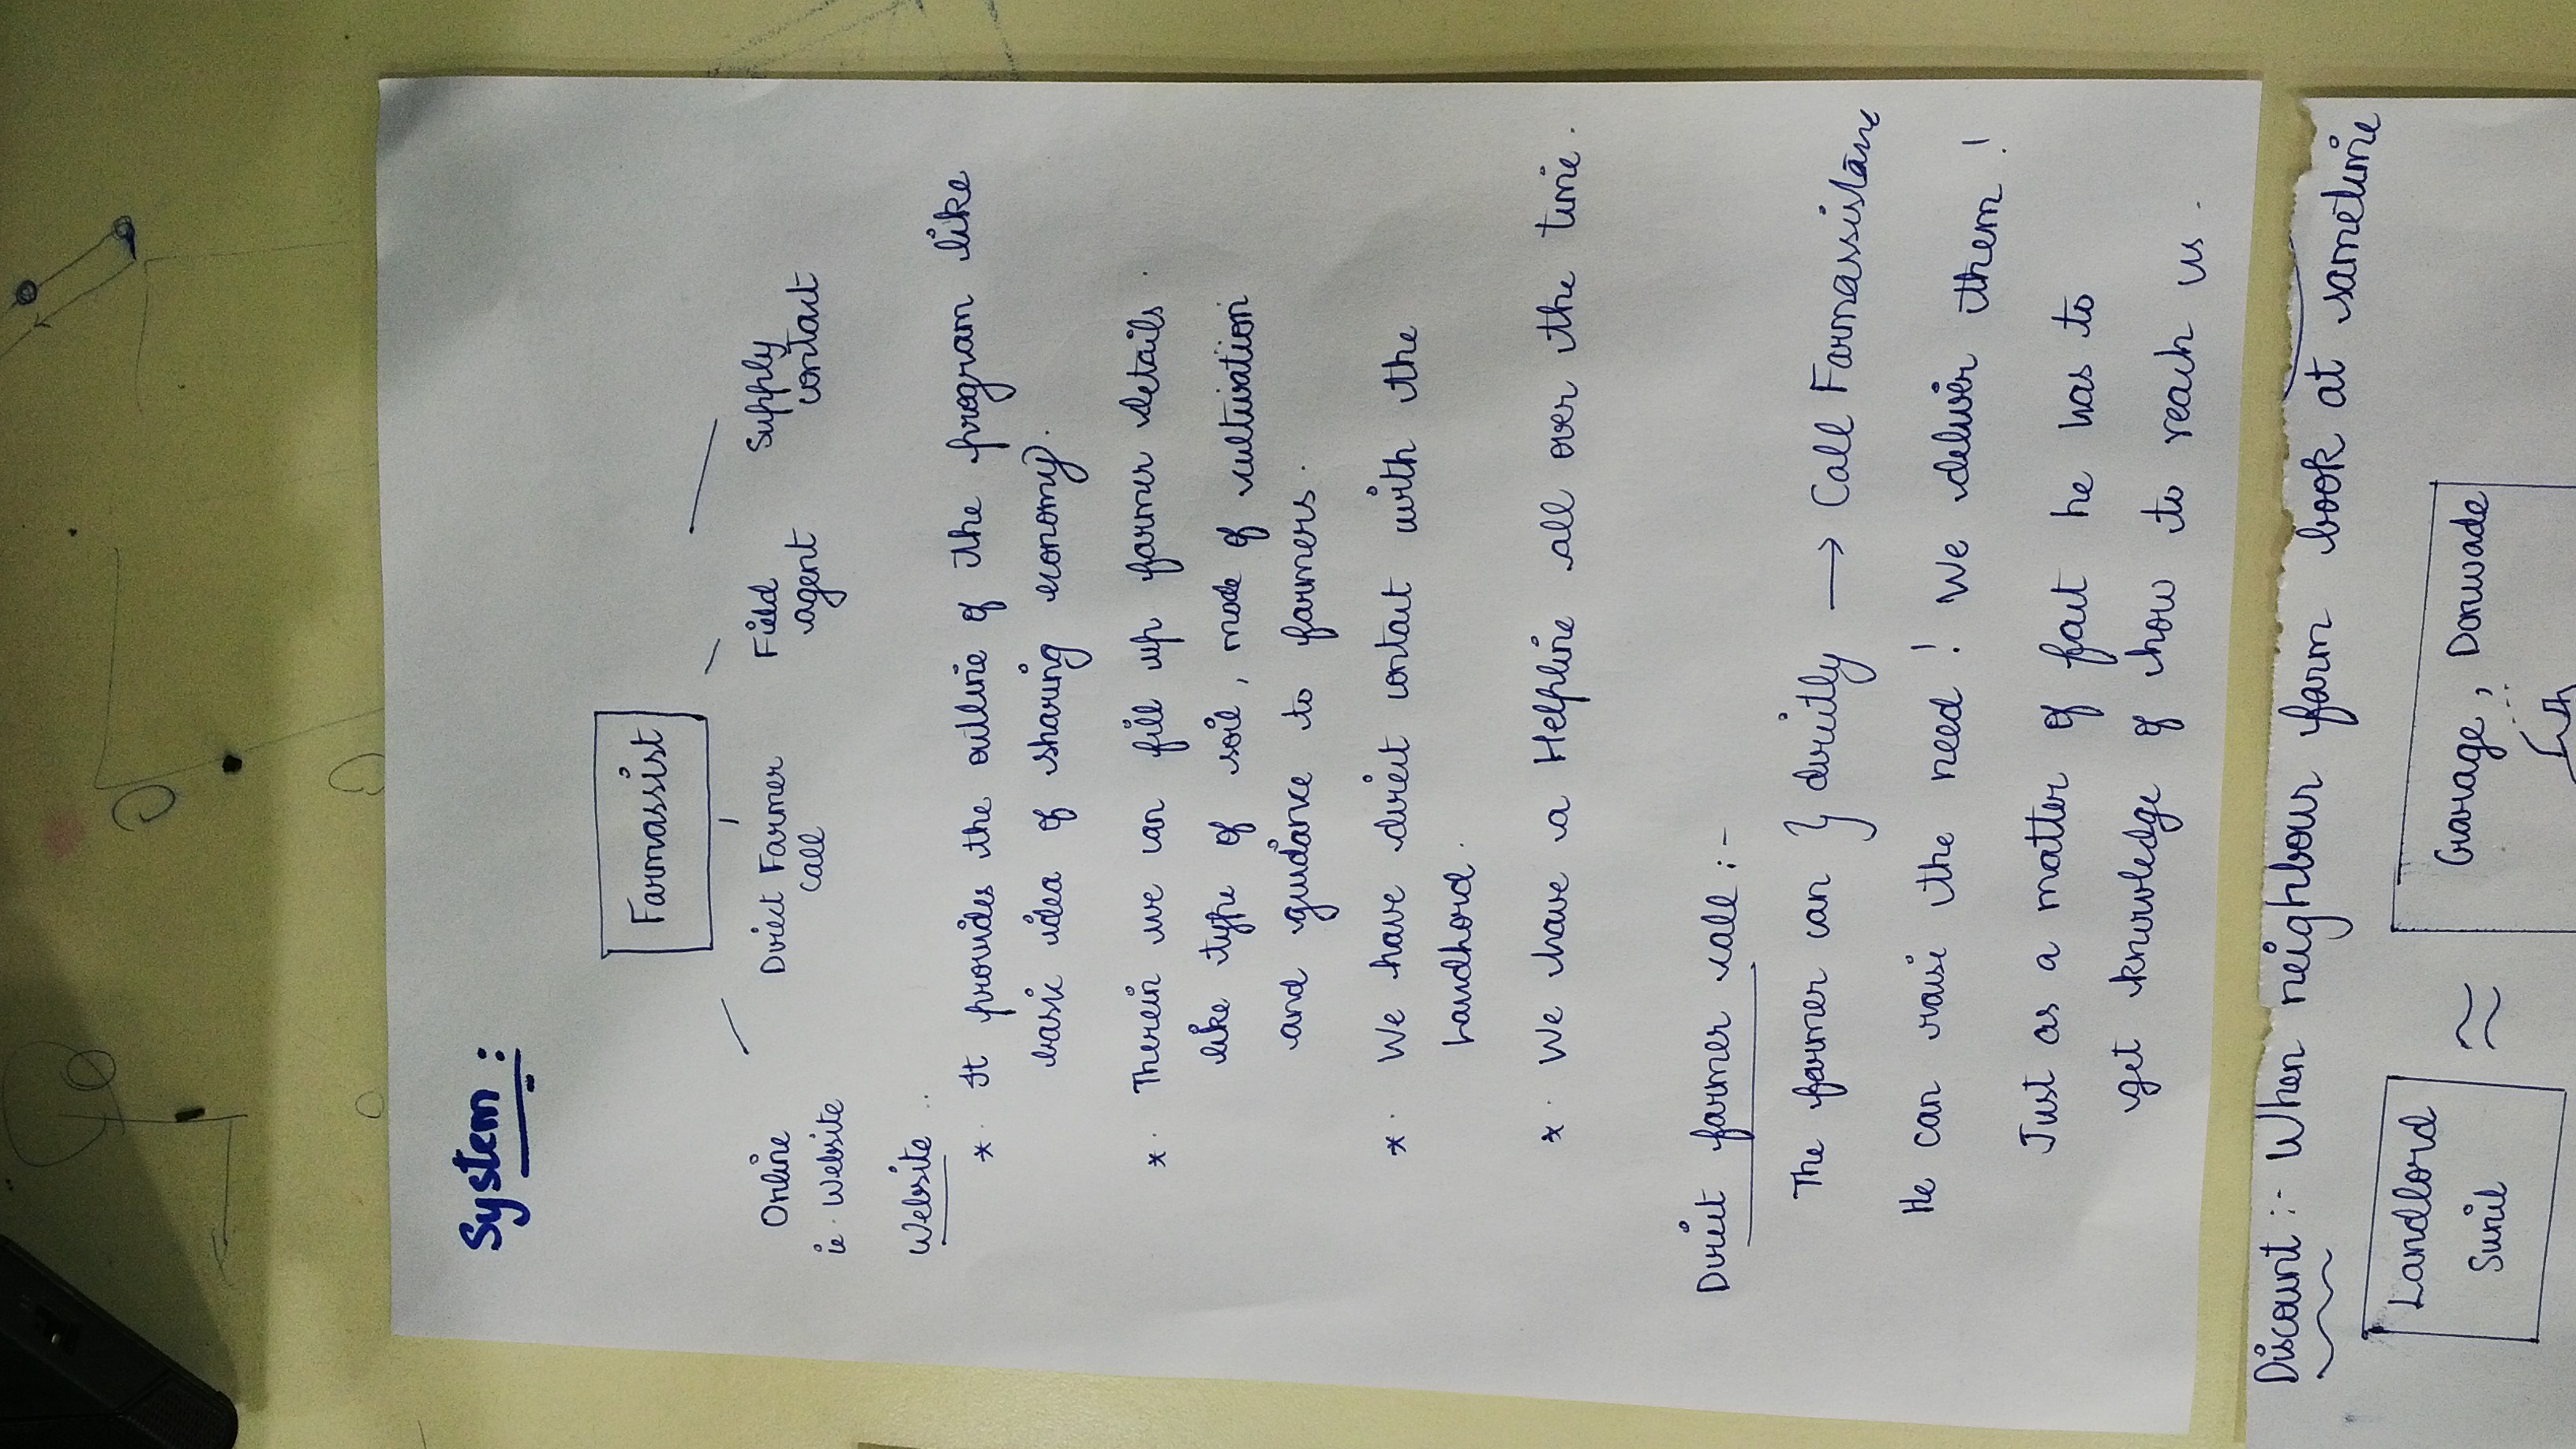 System :
Farmassist
Online
ie. Website
Direct Farmer
call
Field
agent
Supply
contact
Website
* It provides the outline of the program like
basic idea of sharing economy.
* Therein we can fill up farmer details
like type of soil, mode of cultivation
and guidance to farmers.
* We have direct contact with the
Landlord.
* We have a Helpline all over the time.
Direct farmer call :-
The farmer can } directly → Call Farmassistance
He can raise the need ! We deliver them !
Just as a matter of fact he has to
get knowledge of how to reach us.
Discount :- When neighbour farm book at sametime
Landlord
Sunil
≈
Garage, Donwade